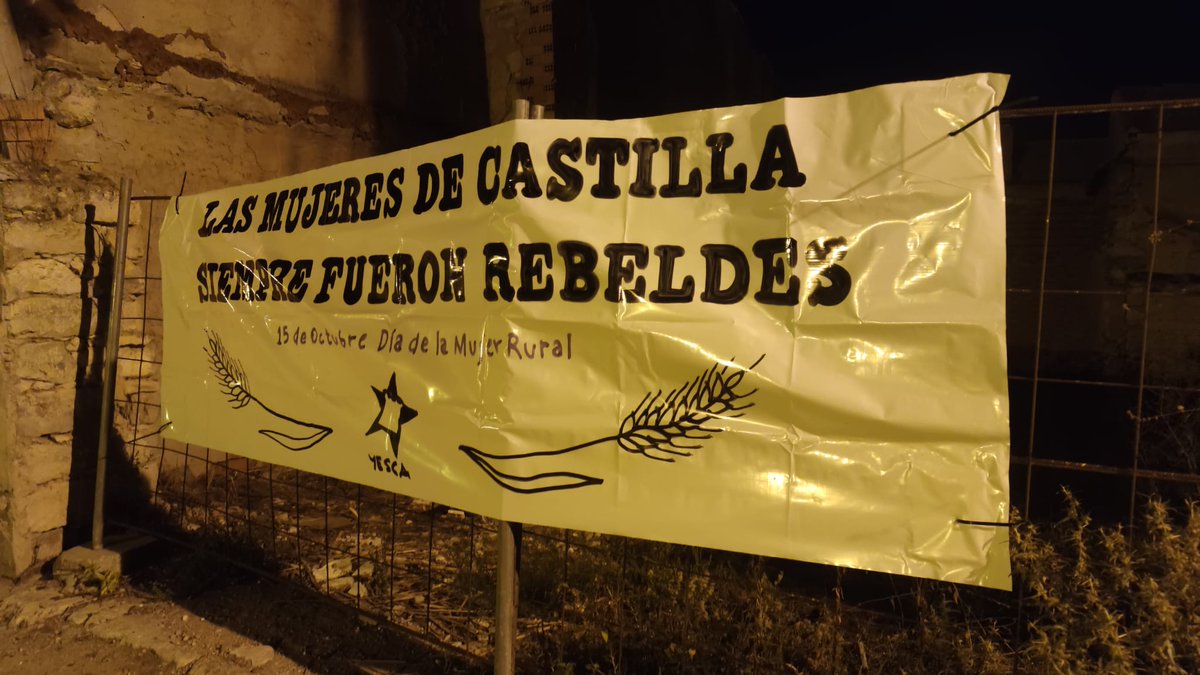 LAS MUJERES DE CASTILLA
SIEMPRE FUERON REBELDES
15 de Octubre Día de la Mujer Rural
YESCA